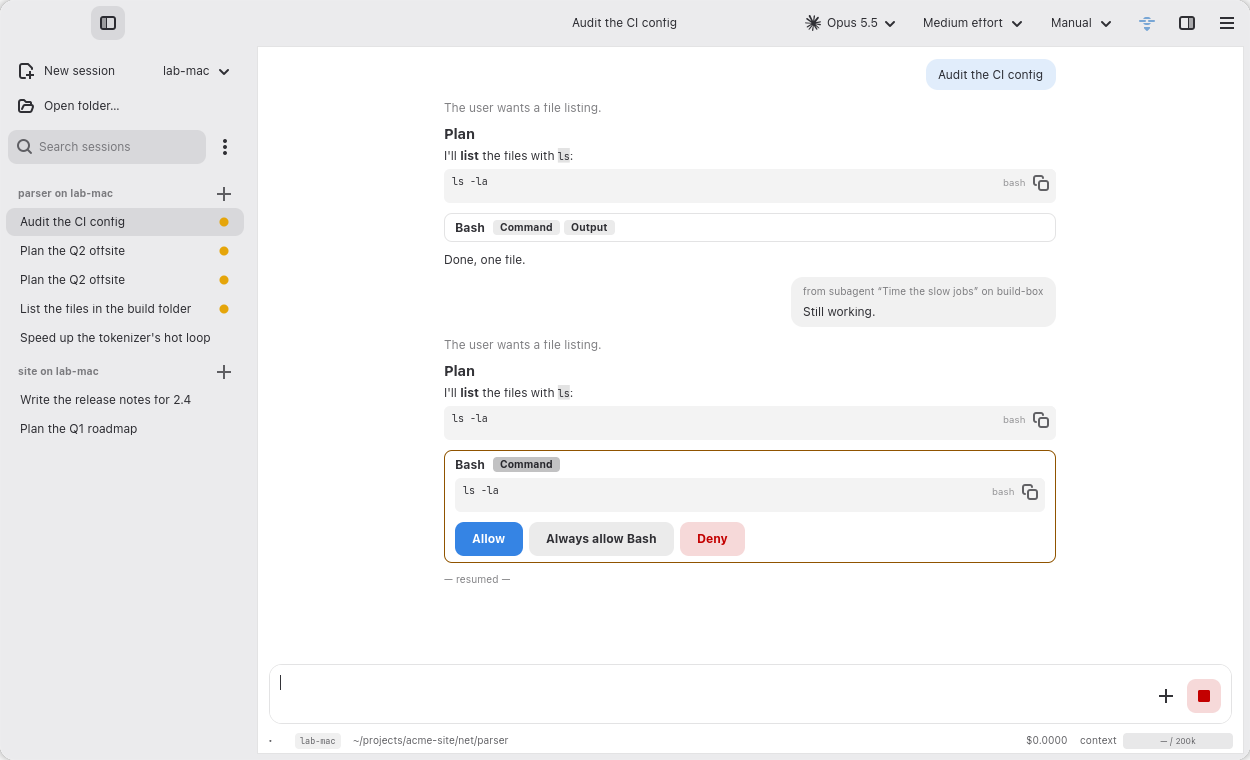 Audit the CI config
Opus 5.5
Medium effort
Manual
New session
lab-mac
Open folder...
Search sessions
parser on lab-mac
Audit the CI config
Plan the Q2 offsite
Plan the Q2 offsite
List the files in the build folder
Speed up the tokenizer's hot loop
site on lab-mac
Write the release notes for 2.4
Plan the Q1 roadmap
Audit the CI config
The user wants a file listing.
Plan
I'll list the files with ls:
ls -la
bash
Bash Command Output
Done, one file.
from subagent “Time the slow jobs” on build-box
Still working.
The user wants a file listing.
Plan
I'll list the files with ls:
ls -la
bash
Bash Command
ls -la
bash
Allow
Always allow Bash
Deny
— resumed —
lab-mac
~/projects/acme-site/net/parser
$0.0000
context
— / 200k